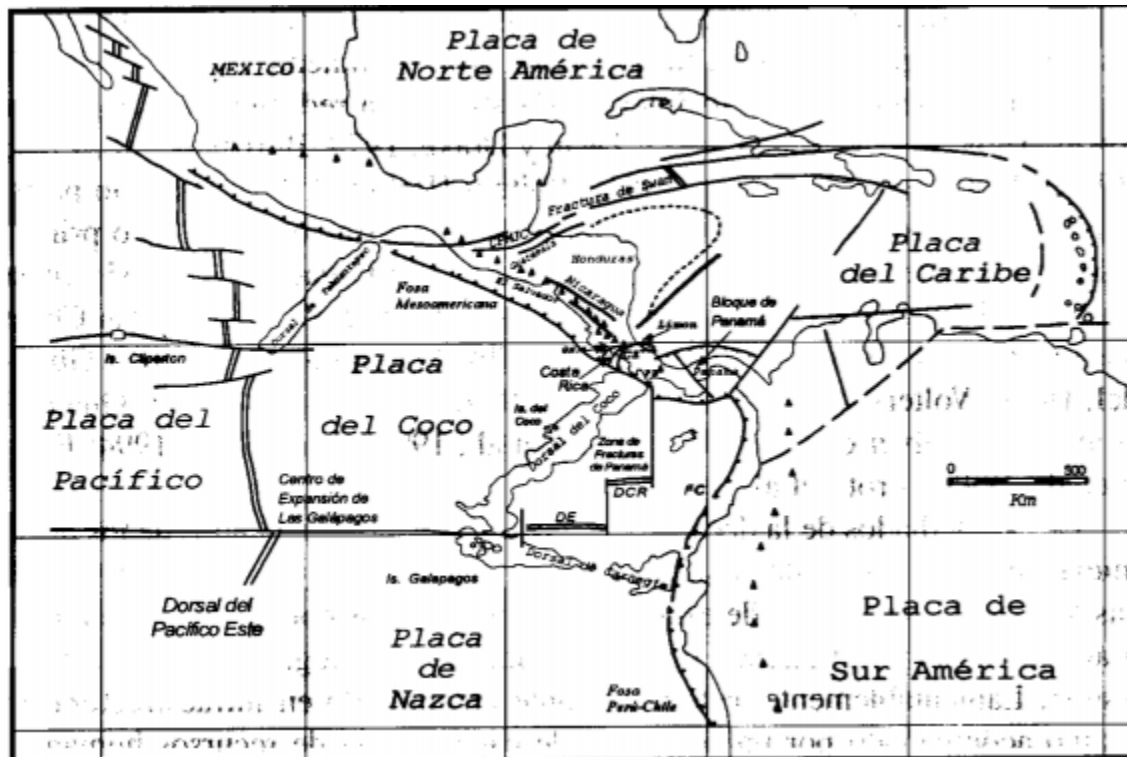 Placa de
Norte América
MEXICO
Fractura de Swan
Placa
del Caribe
Honduras
El Salvador
Nicaragua
Fosa
Mesoamericana
Bloque de
Panamá
Limon
Panama
Is. Cliperton
Costa
Rica
Placa
del Coco
Is. del
Coco
Dorsal del Coco
Zona de
Fracturas
de Panamá
Placa del
Pacífico
Centro de
Expansión de
Las Galápagos
DCR
DE
FC
0 500
Km
Is. Galapagos
Dorsal de Carnegie
Dorsal del
Pacífico Este
Placa
de
Nazca
Fosa
Perú-Chile
Placa de
Sur América